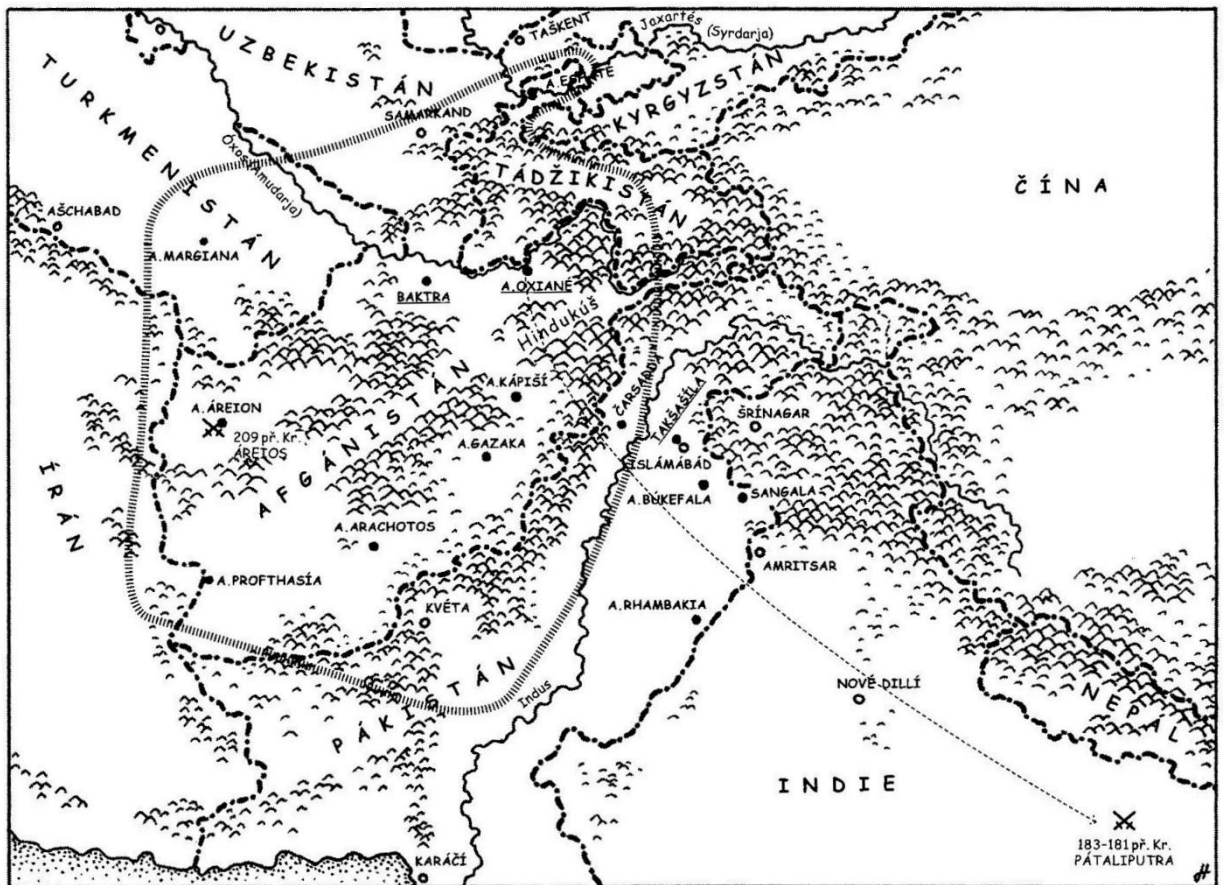 UZBEKISTÁN
TAŠKENT
Jaxartés
(Syrdarja)
TURKMENISTÁN
A.ESCHATÉ
SAMARKAND
KYRGYZSTÁN
Óxos (Amudarja)
TÁDŽIKISTÁN
ČÍNA
AŠCHABAD
A.MARGIANA
BAKTRA
A.OXIANÉ
Hindukuš
A.KÁPIŠÍ
ČARSADA
TAKŠAŠÍLA
ŠRÍNAGAR
A.ÁREION
209 př. Kr.
ÁREIOS
AFGÁNISTÁN
A.GAZAKA
ISLÁMÁBÁD
A.BUKEFALA
SANGALA
ÍRÁN
A.ARACHOTOS
AMRITSAR
A.PROFTHASÍA
KVÉTA
A.RHAMBAKIA
NOVÉ DILLÍ
NEPÁL
PÁKISTÁN
Indus
INDIE
183-181 př. Kr.
PÁTALIPUTRA
KARÁČÍ